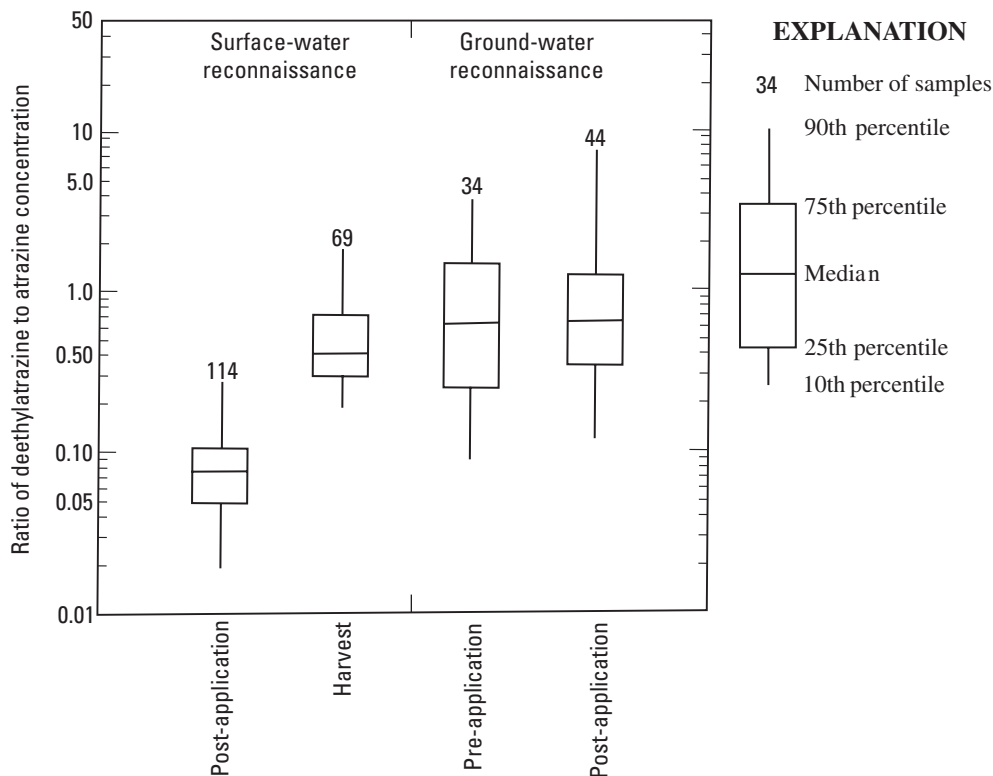 Surface-water
reconnaissance
Ground-water
reconnaissance
Ratio of deethylatrazine to atrazine concentration
50
10
5.0
1.0
0.50
0.10
0.05
0.01
114
69
34
44
Post-application
Harvest
Pre-application
Post-application
EXPLANATION
34 Number of samples
90th percentile
75th percentile
Median
25th percentile
10th percentile